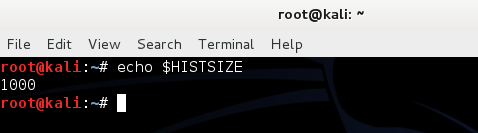 root@kali: ~
File Edit View Search Terminal Help
root@kali:~# echo $HISTSIZE
1000
root@kali:~#